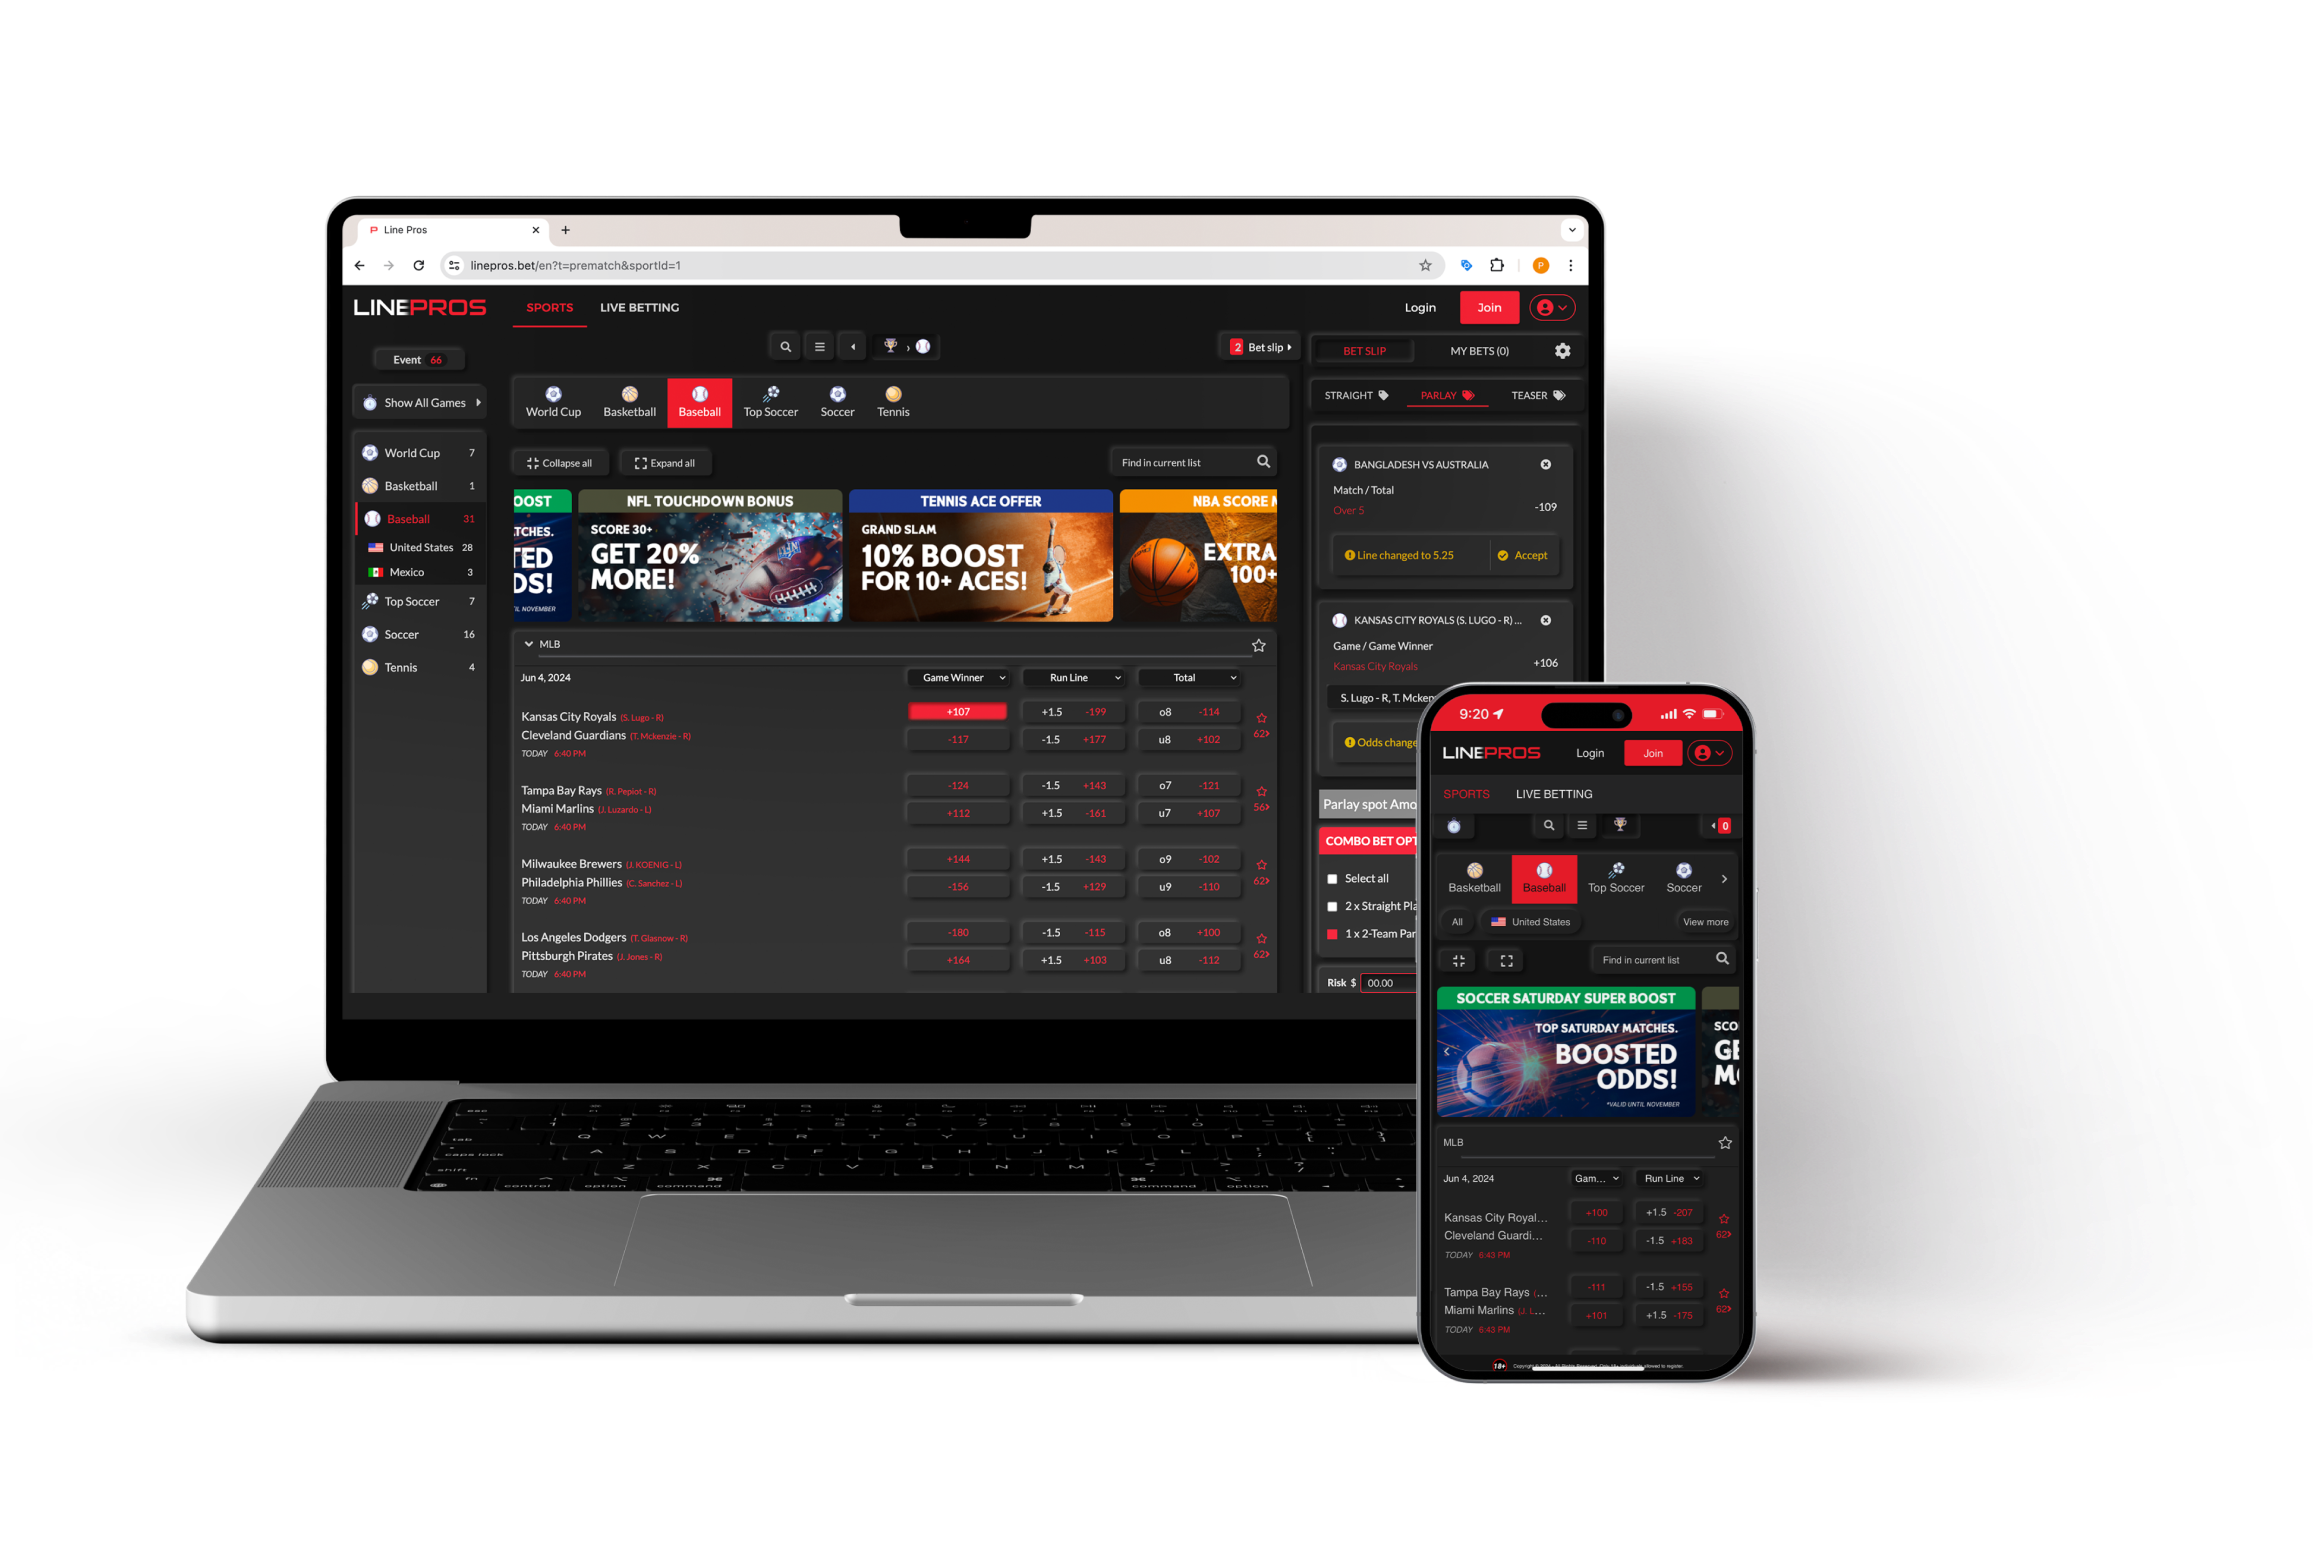 Line Pros
linepros.bet/en?t=prematch&sportId=1
P
LINEPROS
SPORTS
LIVE BETTING
Login
Join
Event 66
2 Bet slip
BET SLIP
MY BETS (0)
Show All Games
World Cup
Basketball
Baseball
Top Soccer
Soccer
Tennis
STRAIGHT
PARLAY
TEASER
World Cup 7
Basketball 1
Baseball 31
United States 28
Mexico 3
Top Soccer 7
Soccer 16
Tennis 4
Collapse all
Expand all
Find in current list
OOST
TCHES.
TED
DS!
IL NOVEMBER
NFL TOUCHDOWN BONUS
SCORE 30+
GET 20%
MORE!
TENNIS ACE OFFER
GRAND SLAM
10% BOOST
FOR 10+ ACES!
NBA SCORE
EXTRA
100+
MLB
Jun 4, 2024
Game Winner
Run Line
Total
Kansas City Royals (S. Lugo - R)
+107
+1.5 -199
o8 -114
Cleveland Guardians (T. Mckenzie - R)
-117
-1.5 +177
u8 +102
TODAY 6:40 PM
62
Tampa Bay Rays (R. Pepiot - R)
-124
-1.5 +143
o7 -121
Miami Marlins (J. Luzardo - L)
+112
+1.5 -161
u7 +107
TODAY 6:40 PM
56
Milwaukee Brewers (J. KOENIG - L)
+144
+1.5 -143
o9 -102
Philadelphia Phillies (C. Sanchez - L)
-156
-1.5 +129
u9 -110
TODAY 6:40 PM
62
Los Angeles Dodgers (T. Glasnow - R)
-180
-1.5 -115
o8 +100
Pittsburgh Pirates (J. Jones - R)
+164
+1.5 +103
u8 -112
TODAY 6:40 PM
62
BANGLADESH VS AUSTRALIA
Match / Total
Over 5
-109
Line changed to 5.25
Accept
KANSAS CITY ROYALS (S. LUGO - R) ...
Game / Game Winner
Kansas City Royals
+106
S. Lugo - R, T. Mcken
Odds change
Parlay spot Amo
COMBO BET OPT
Select all
2 x Straight Pla
1 x 2-Team Par
Risk $ 00.00
9:20
LINEPROS
Login
Join
SPORTS
LIVE BETTING
0
Basketball
Baseball
Top Soccer
Soccer
All
United States
View more
Find in current list
SOCCER SATURDAY SUPER BOOST
TOP SATURDAY MATCHES.
BOOSTED
ODDS!
*VALID UNTIL NOVEMBER
SCO
GE
MO
MLB
Jun 4, 2024
Gam...
Run Line
Kansas City Royal...
+100
+1.5 -207
Cleveland Guardi...
-110
-1.5 +183
TODAY 6:43 PM
62
Tampa Bay Rays (...
-111
-1.5 +155
Miami Marlins (J. L...
+101
+1.5 -175
TODAY 6:43 PM
62
18+
esc
tab
caps lock
shift
fn
control
option
command
command
option
Q W E R T Y U I O P
A S D F G H J K L
Z X C V B N M